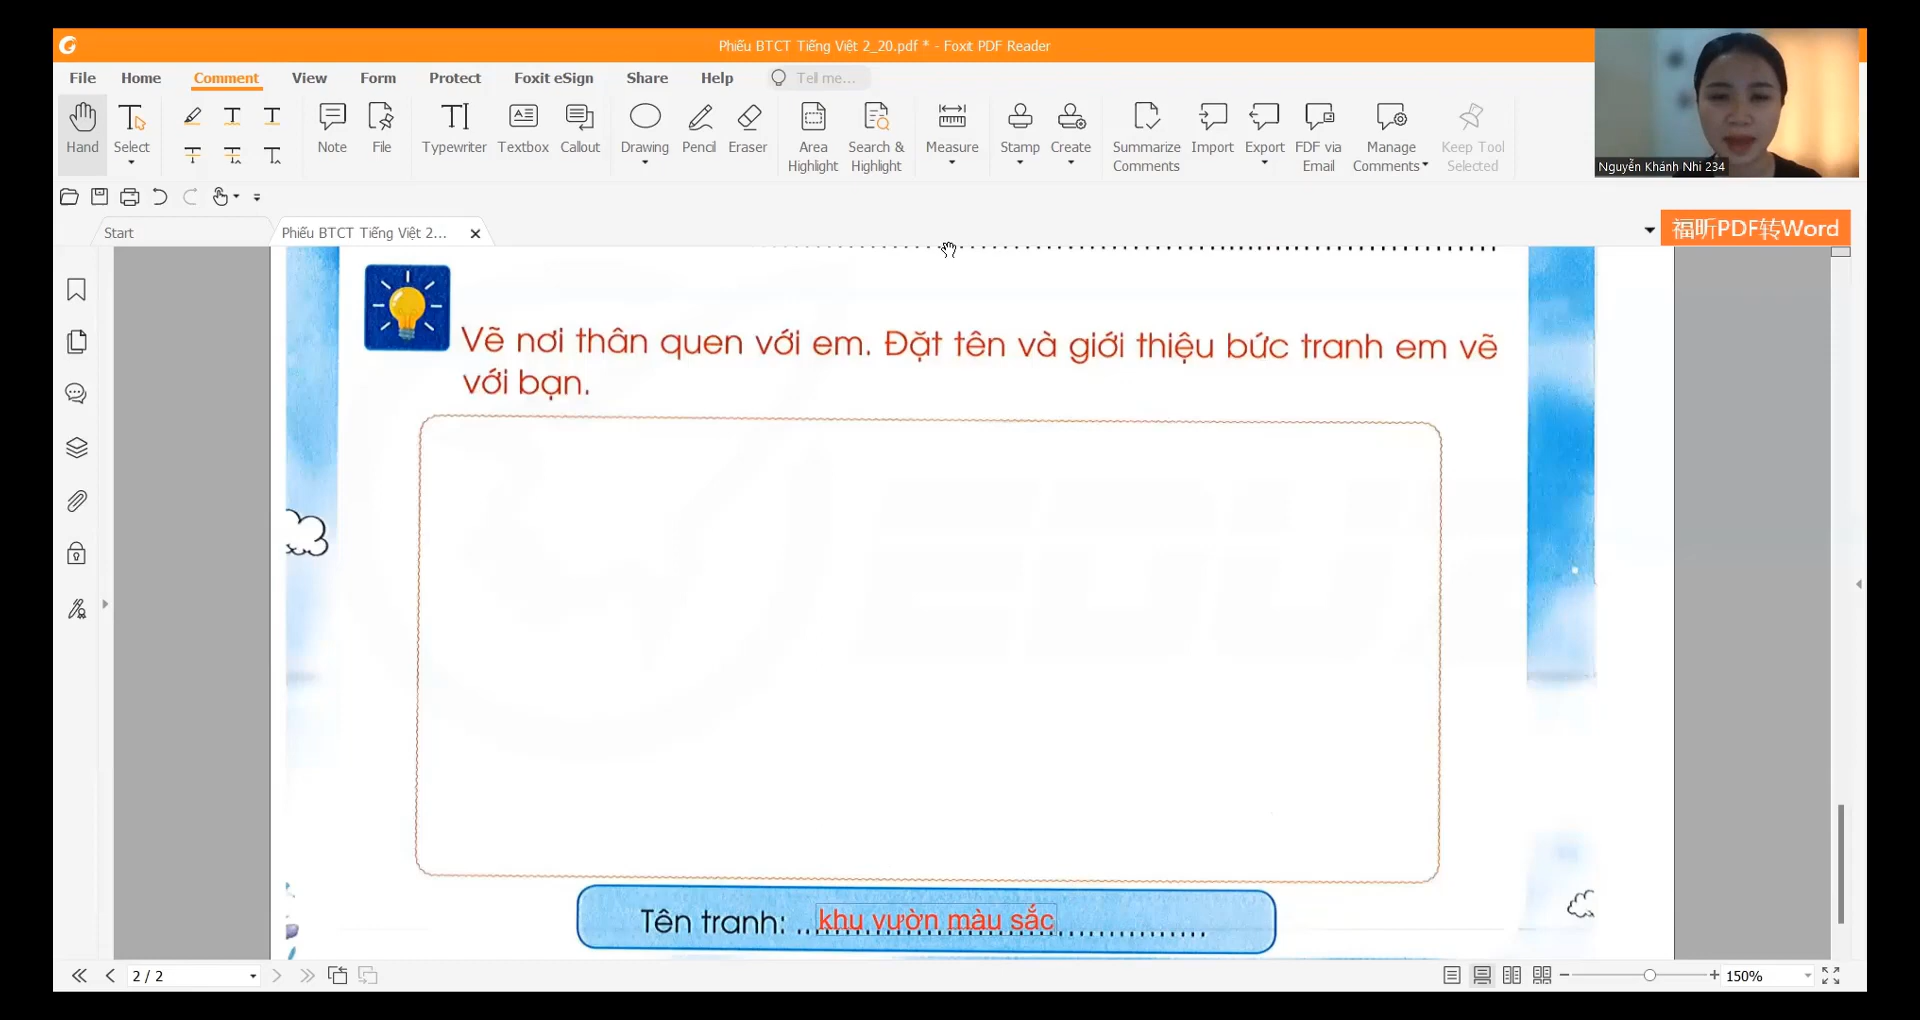 Phiếu BTCT Tiếng Việt 2_20.pdf * - Foxit PDF Reader
File Home Comment View Form Protect Foxit eSign Share Help Tell me...
Hand Select Note File Typewriter Textbox Callout Drawing Pencil Eraser Area Highlight Search & Highlight Measure Stamp Create Summarize Comments Import Export FDF via Email Manage Comments Keep Tool Selected
Nguyễn Khánh Nhi 234
Start Phiếu BTCT Tiếng Việt 2... 福昕PDF转Word
Vẽ nơi thân quen với em. Đặt tên và giới thiệu bức tranh em vẽ
với bạn.
Tên tranh: khu vườn màu sắc
2 / 2 150%